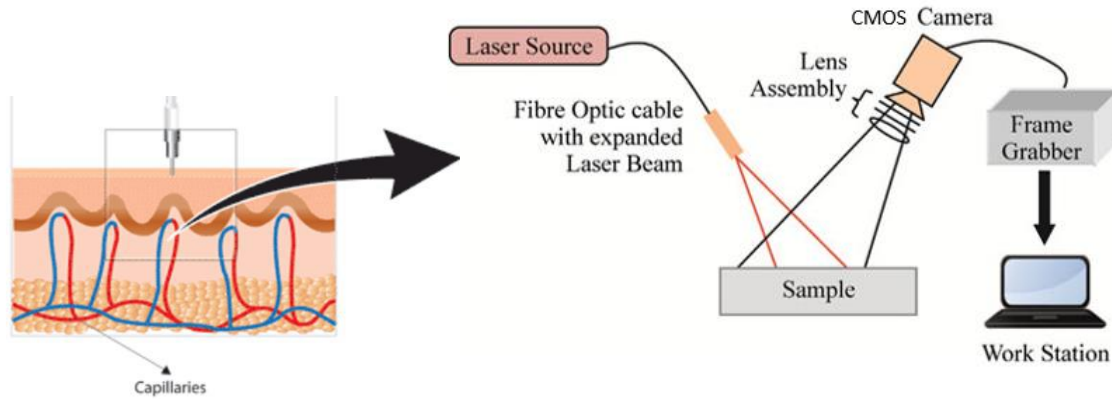 Capillaries
Laser Source
Fibre Optic cable
with expanded
Laser Beam
CMOS Camera
Lens
Assembly
Sample
Frame
Grabber
Work Station